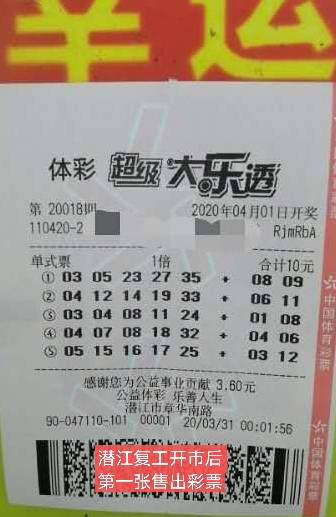 幸运
体彩 超级大乐透
第 20018期 2020年04月01日开奖
110420-2 RjmRbA
单式票 1倍 合计10元
① 03 05 23 27 35 + 08 09
② 04 12 14 19 33 + 06 11
③ 03 04 08 11 24 + 01 08
④ 04 07 08 18 32 + 04 06
⑤ 05 15 16 17 25 + 03 12
感谢您为公益事业贡献 3.60元
公益体彩 乐善人生
潜江市章华南路
90-047110-101 00001 20/03/31 00:01:56
潜江复工开市后
第一张售出彩票
中国体育彩票
中国体育彩票